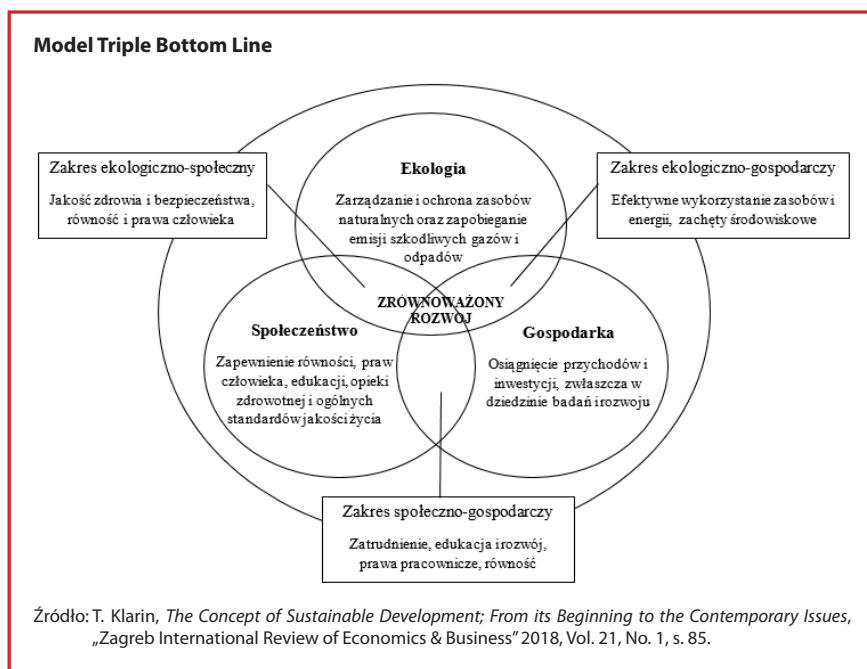 Model Triple Bottom Line
Zakres ekologiczno-społeczny
Jakość zdrowia i bezpieczeństwa,
równość i prawa człowieka
Ekologia
Zarządzanie i ochrona zasobów
naturalnych oraz zapobieganie
emisji szkodliwych gazów i
odpadów
Zakres ekologiczno-gospodarczy
Efektywne wykorzystanie zasobów i
energii, zachęty środowiskowe
ZRÓWNOWAŻONY
ROZWOJ
Społeczeństwo
Zapewnienie równości, praw
człowieka, edukacji, opieki
zdrowotnej i ogólnych
standardów jakości życia
Gospodarka
Osiągnięcie przychodów i
inwestycji, zwłaszcza w
dziedzinie badań i rozwoju
Zakres społeczno-gospodarczy
Zatrudnienie, edukacja i rozwój,
prawa pracownicze, równość
Źródło: T. Klarin, The Concept of Sustainable Development; From its Beginning to the Contemporary Issues,
„Zagreb International Review of Economics & Business” 2018, Vol. 21, No. 1, s. 85.